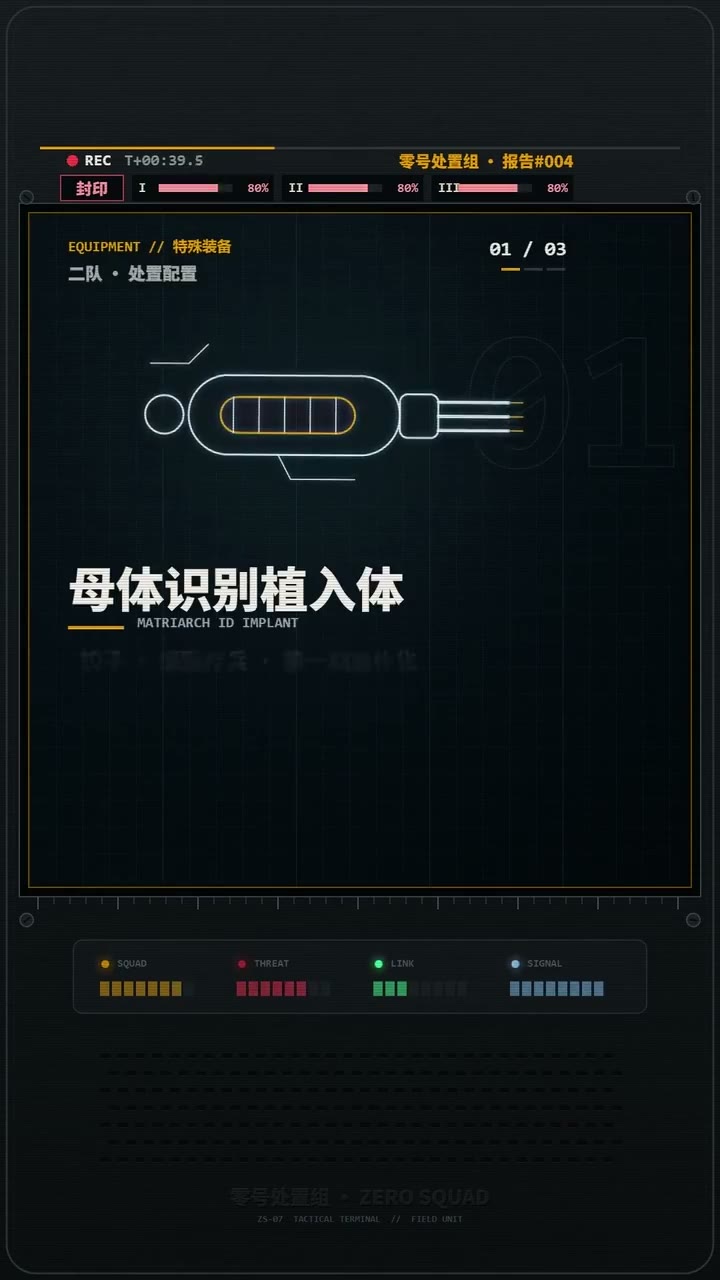 REC T+00:39.5 零号处置组 • 报告#004
封印 I 80% II 80% III 80%
EQUIPMENT // 特殊装备
01 / 03
二队 • 处置配置
01
母体识别植入体
MATRIARCH ID IMPLANT
SQUAD THREAT LINK SIGNAL
零号处置组 • ZERO SQUAD
ZS-07 TACTICAL TERMINAL // FIELD UNIT